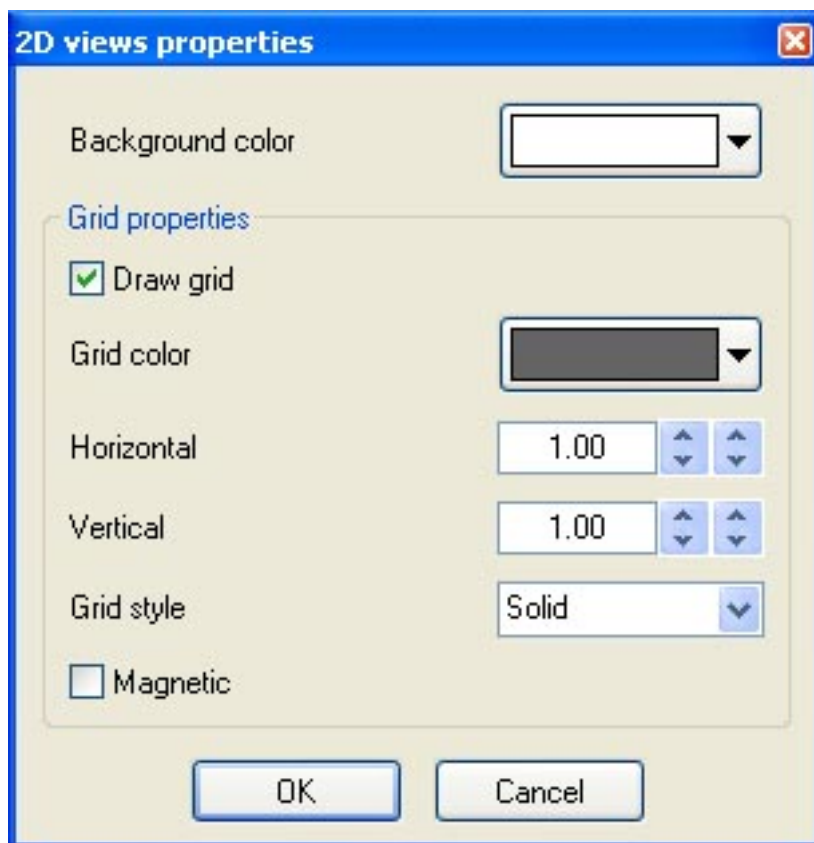 2D views properties
Background color
Grid properties
Draw grid
Grid color
Horizontal 1.00
Vertical 1.00
Grid style Solid
Magnetic
OK Cancel